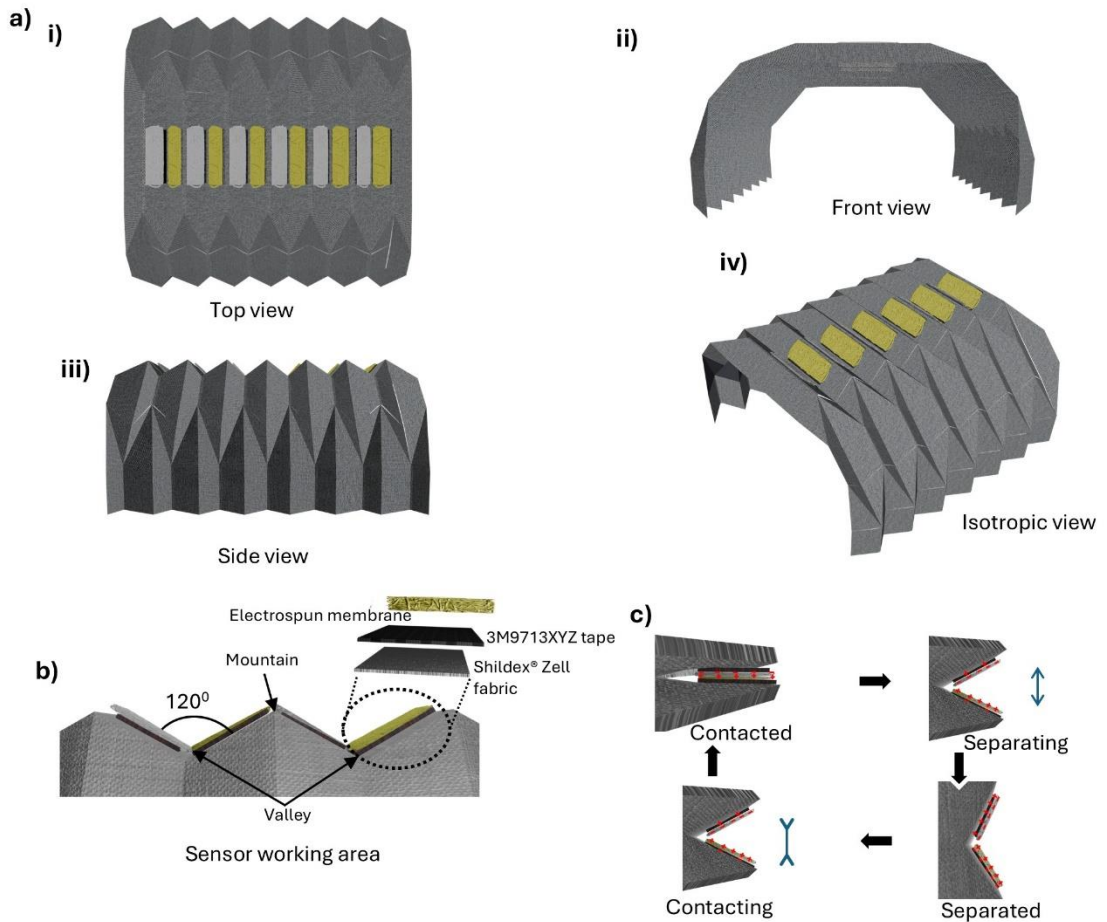 a)
i)
Top view
ii)
Front view
iii)
Side view
iv)
Isotropic view
b)
Electrospun membrane
3M9713XYZ tape
Shildex® Zell
fabric
Mountain
120⁰
Valley
Sensor working area
c)
Contacted
Separating
Contacting
Separated